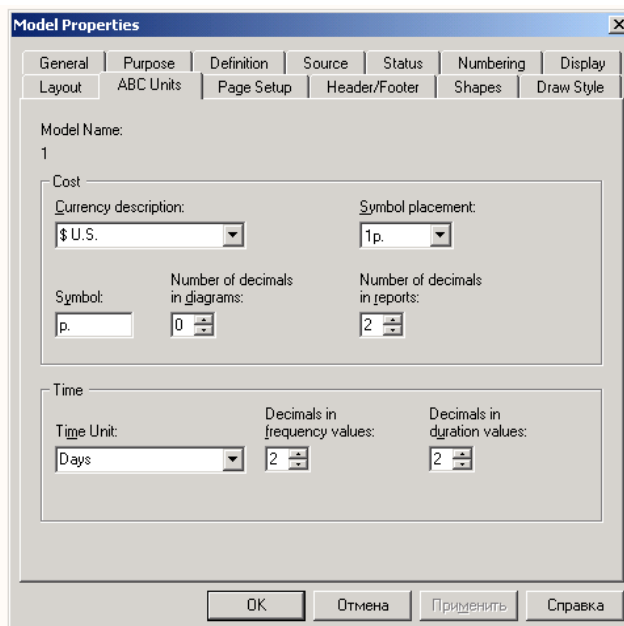 Model Properties
General Purpose Definition Source Status Numbering Display
Layout ABC Units Page Setup Header/Footer Shapes Draw Style
Model Name:
1
Cost
Currency description: Symbol placement:
$ U.S. 1р.
Number of decimals Number of decimals
Symbol: in diagrams: in reports:
р. 0 2
Time
Decimals in Decimals in
Time Unit: frequency values: duration values:
Days 2 2
OK Отмена Применить Справка